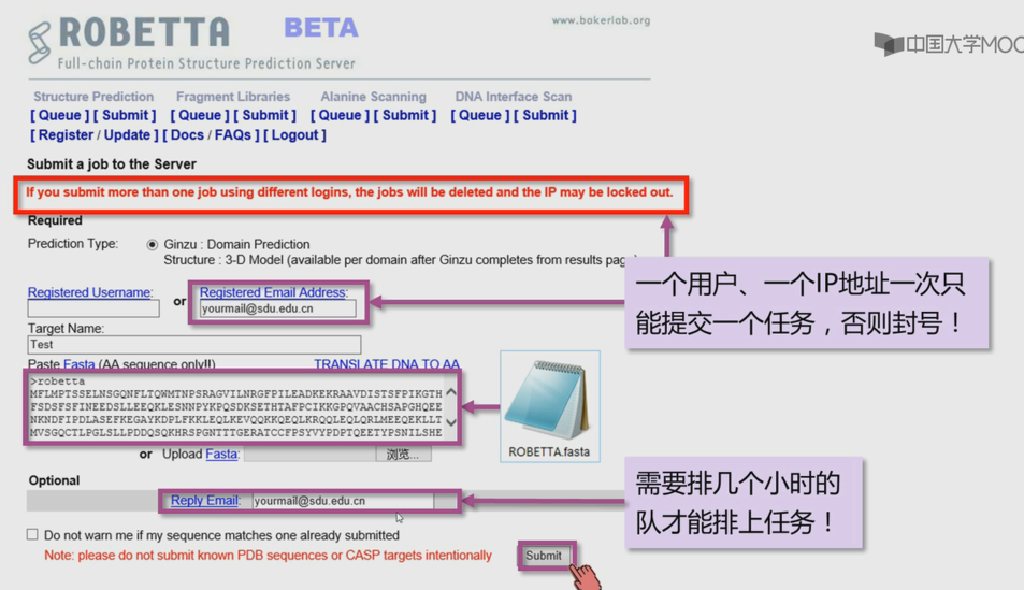 ROBETTA BETA
www.bakerlab.org
中国大学MOO
Full-chain Protein Structure Prediction Server
Structure Prediction Fragment Libraries Alanine Scanning DNA Interface Scan
[ Queue ] [ Submit ] [ Queue ] [ Submit ] [ Queue ] [ Submit ] [ Queue ] [ Submit ]
[ Register / Update ] [ Docs / FAQs ] [ Logout ]
Submit a job to the Server
If you submit more than one job using different logins, the jobs will be deleted and the IP may be locked out.
Required
Prediction Type: Ginzu : Domain Prediction
Structure : 3-D Model (available per domain after Ginzu completes from results page)
一个用户、一个IP地址一次只
能提交一个任务，否则封号！
Registered Username: or Registered Email Address:
yourmail@sdu.edu.cn
Target Name:
Test
Paste Fasta (AA sequence only!!) TRANSLATE DNA TO AA
>robetta
MFLMPTSSELNSGQNFLTQWMTNPSRAGVILNRGFPILEADKEKRAAVDISTSFPIKGTH
FSDSFSFINEEDSLLEEQKLESNNPYKPQSDKSETHTAFPCIKKGPQVAACHSAPGHQEE
NKNDFIPDLASEFKEGAYKDPLFKKLEQLKEVQQKKQEQLKRQQLEQLQRLMEEQEKLLT
MVSGQCTLPGLSLLPDDQSQKHRSPGNTTTGERATCCFPSYVYPDPTQEETYPSNILSHE
ROBETTA.fasta
or Upload Fasta: 浏览...
Optional
Reply Email: yourmail@sdu.edu.cn
需要排几个小时的
队才能排上任务！
Do not warn me if my sequence matches one already submitted
Note: please do not submit known PDB sequences or CASP targets intentionally
Submit